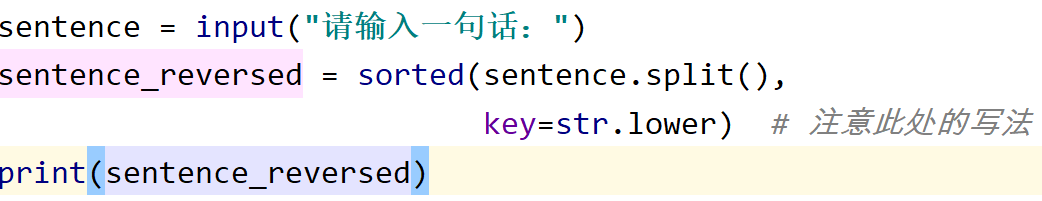 sentence = input("请输入一句话：")
sentence_reversed = sorted(sentence.split(),
key=str.lower)  # 注意此处的写法
print(sentence_reversed)